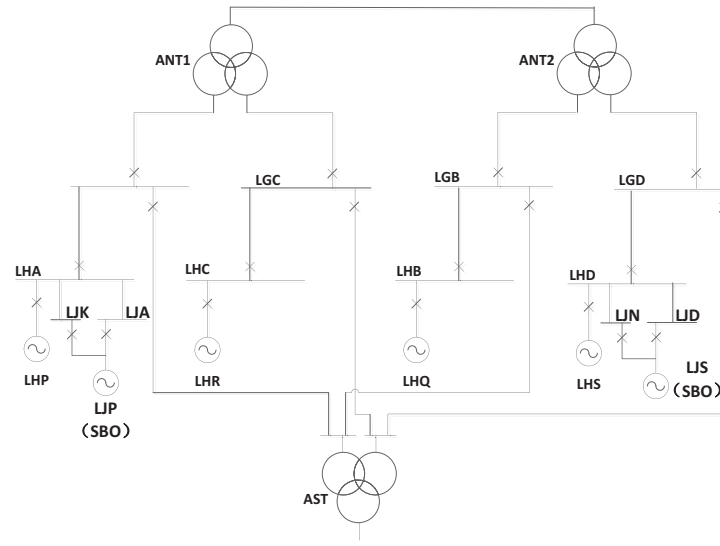 ANT1
ANT2
LGC
LGB
LGD
LHA
LHC
LHB
LHD
LJK
LJA
LJN
LJD
LHP
LHR
LHQ
LHS
LJS
(SBO)
LJP
(SBO)
AST